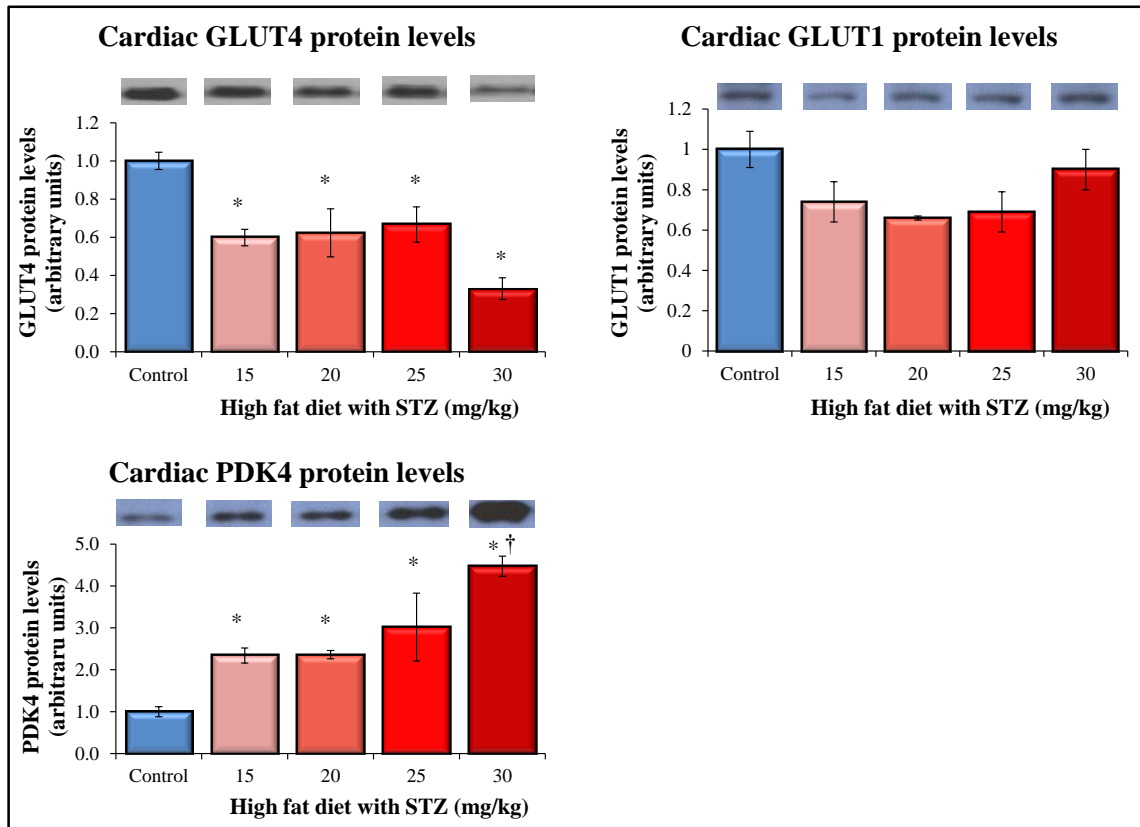 Cardiac GLUT4 protein levels
GLUT4 protein levels
(arbitrary units)
1.2
1.0
0.8
0.6
0.4
0.2
0.0
* * * *
Control 15 20 25 30
High fat diet with STZ (mg/kg)
Cardiac GLUT1 protein levels
GLUT1 protein levels
(arbitrary units)
1.2
1
0.8
0.6
0.4
0.2
0
Control 15 20 25 30
High fat diet with STZ (mg/kg)
Cardiac PDK4 protein levels
PDK4 protein levels
(arbitraru units)
5.0
4.0
3.0
2.0
1.0
0.0
* * * * †
Control 15 20 25 30
High fat diet with STZ (mg/kg)